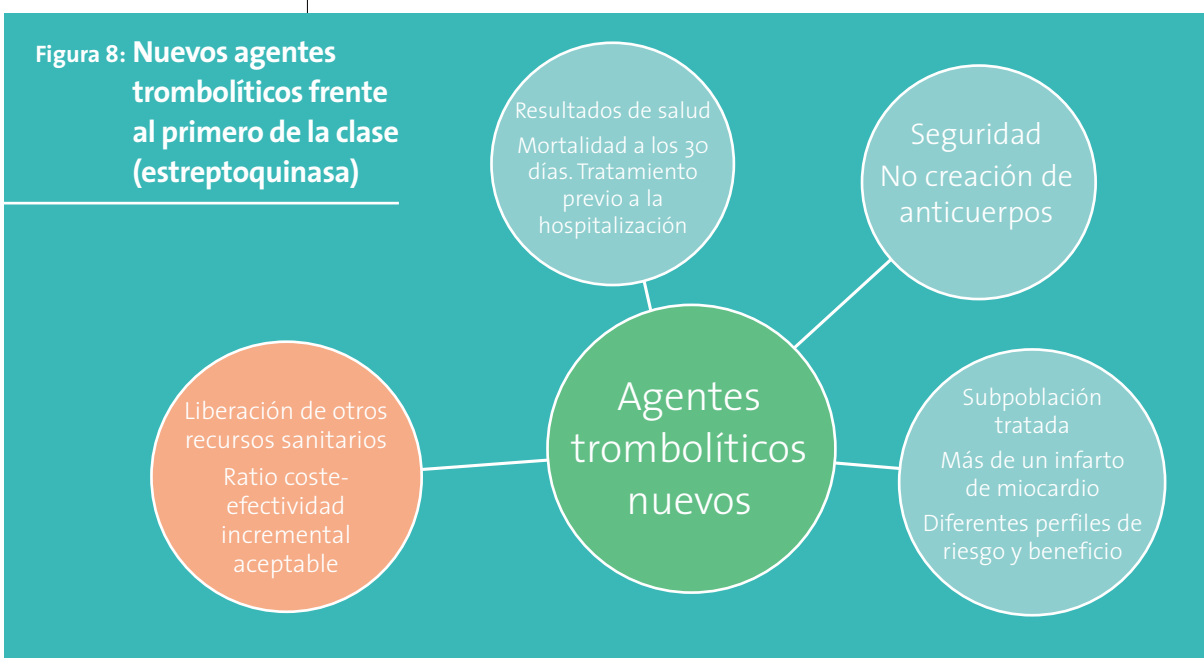 Figura 8: Nuevos agentes
trombolíticos frente
al primero de la clase
(estreptoquinasa)
Resultados de salud
Mortalidad a los 30
días. Tratamiento
previo a la
hospitalización
Seguridad
No creación de
anticuerpos
Agentes
trombolíticos
nuevos
Liberación de otros
recursos sanitarios
Ratio coste-
efectividad
incremental
aceptable
Subpoblación
tratada
Más de un infarto
de miocardio
Diferentes perfiles de
riesgo y beneficio